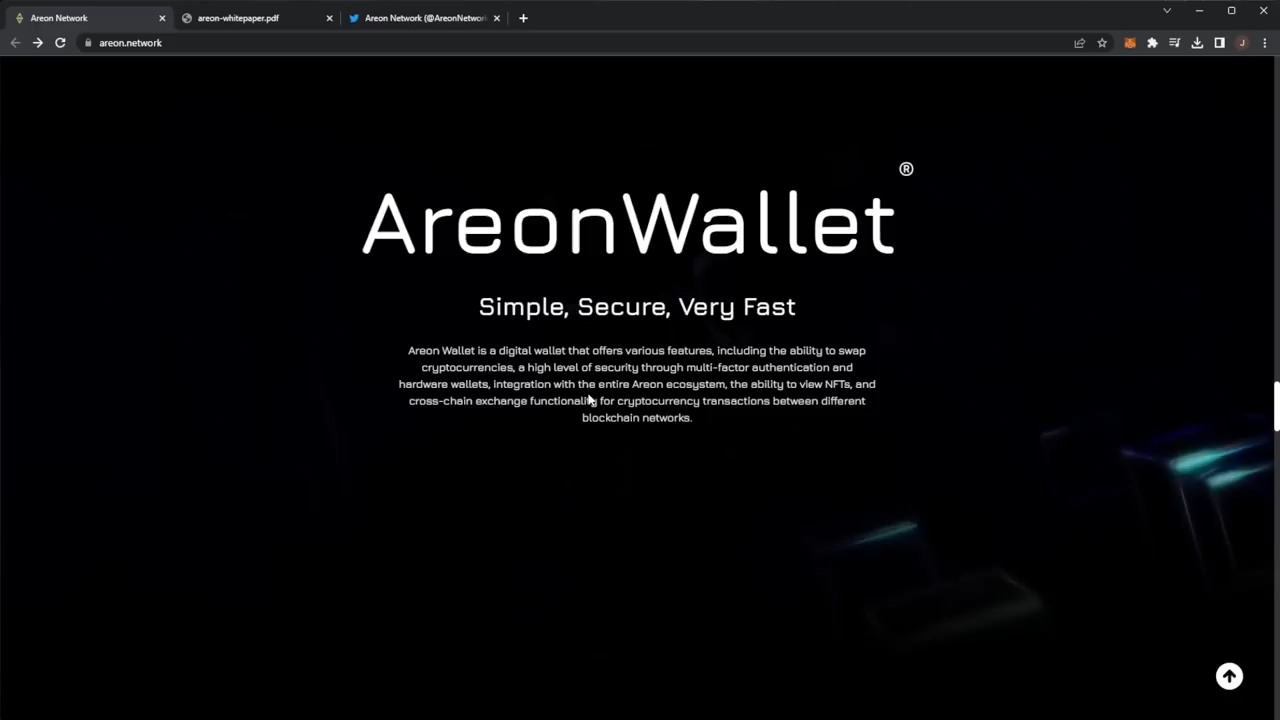 Areon Network
areon-whitepaper.pdf
Areon Network (@AreonNetwor
areon.network
J
AreonWallet®
Simple, Secure, Very Fast
Areon Wallet is a digital wallet that offers various features, including the ability to swap
cryptocurrencies, a high level of security through multi-factor authentication and
hardware wallets, integration with the entire Areon ecosystem, the ability to view NFTs, and
cross-chain exchange functionality for cryptocurrency transactions between different
blockchain networks.